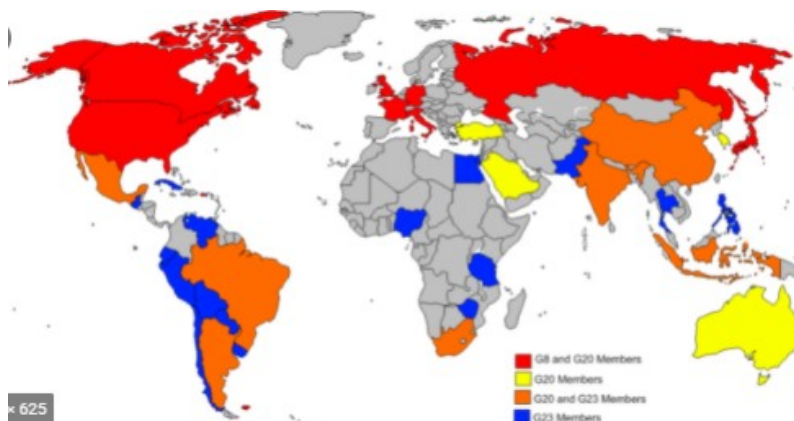 G8 and G20 Members
G20 Members
G20 and G23 Members
G23 Members
× 625